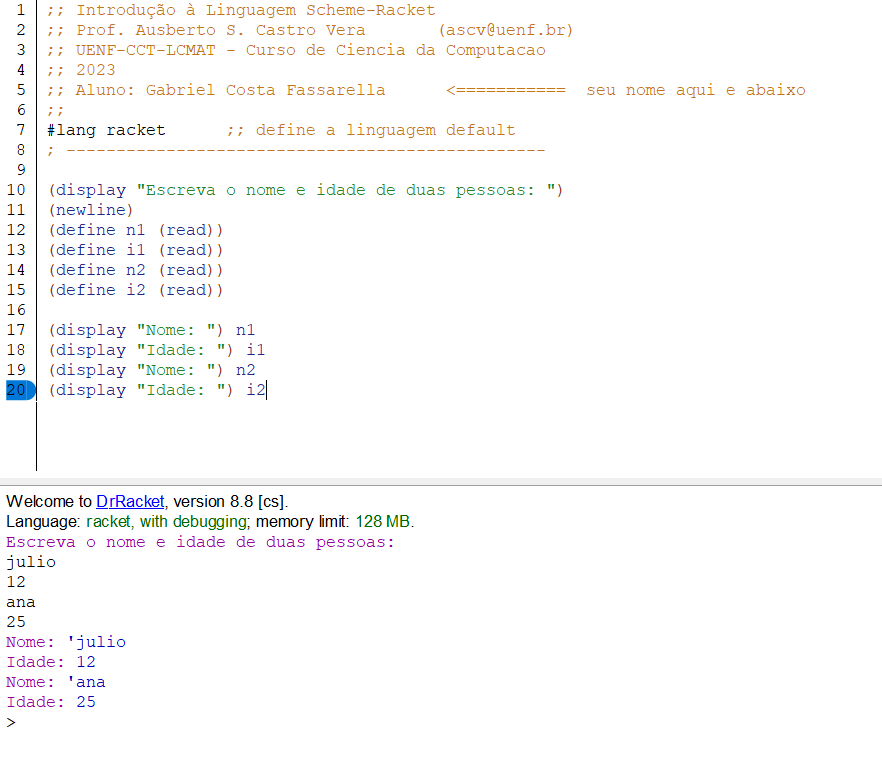 1 ;; Introdução à Linguagem Scheme-Racket
2 ;; Prof. Ausberto S. Castro Vera       (ascv@uenf.br)
3 ;; UENF-CCT-LCMAT - Curso de Ciencia da Computacao
4 ;; 2023
5 ;; Aluno: Gabriel Costa Fassarella      <===========  seu nome aqui e abaixo
6 ;;
7 #lang racket      ;; define a linguagem default
8 ; ------------------------------------------------
9
10 (display "Escreva o nome e idade de duas pessoas: ")
11 (newline)
12 (define n1 (read))
13 (define i1 (read))
14 (define n2 (read))
15 (define i2 (read))
16
17 (display "Nome: ") n1
18 (display "Idade: ") i1
19 (display "Nome: ") n2
20 (display "Idade: ") i2
Welcome to DrRacket, version 8.8 [cs].
Language: racket, with debugging; memory limit: 128 MB.
Escreva o nome e idade de duas pessoas:
julio
12
ana
25
Nome: 'julio
Idade: 12
Nome: 'ana
Idade: 25
>